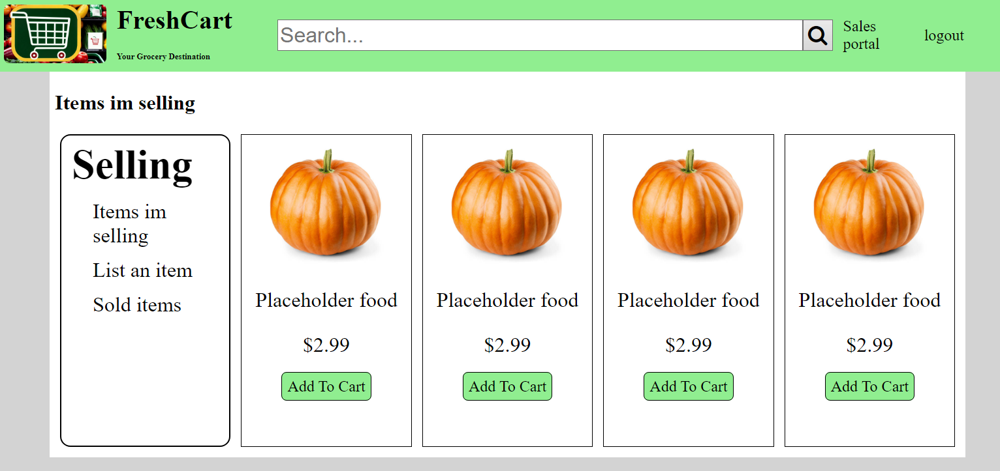 FreshCart
Your Grocery Destination
Search...
Sales
portal
logout
Items im selling
Selling
Items im
selling
List an item
Sold items
Placeholder food
$2.99
Add To Cart
Placeholder food
$2.99
Add To Cart
Placeholder food
$2.99
Add To Cart
Placeholder food
$2.99
Add To Cart